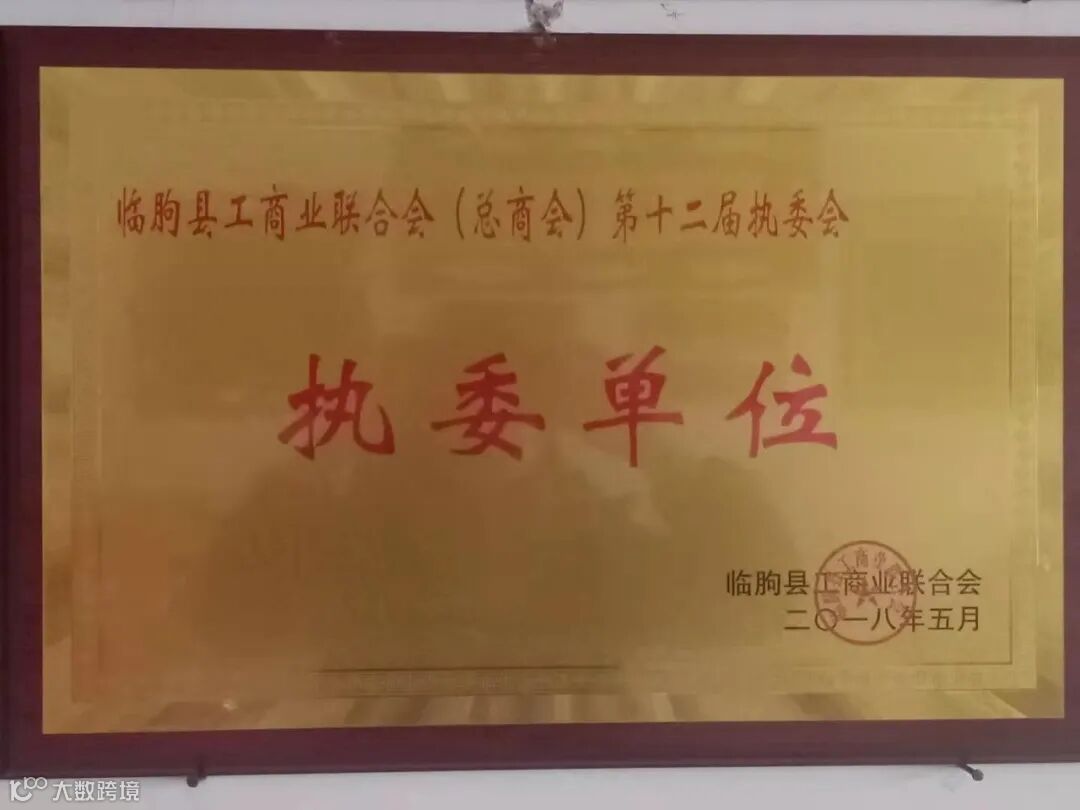 临朐县工商业联合会（总商会）第十二届执委会
执委单位
临朐县工商业联合会
二〇一八年五月
大数跨境